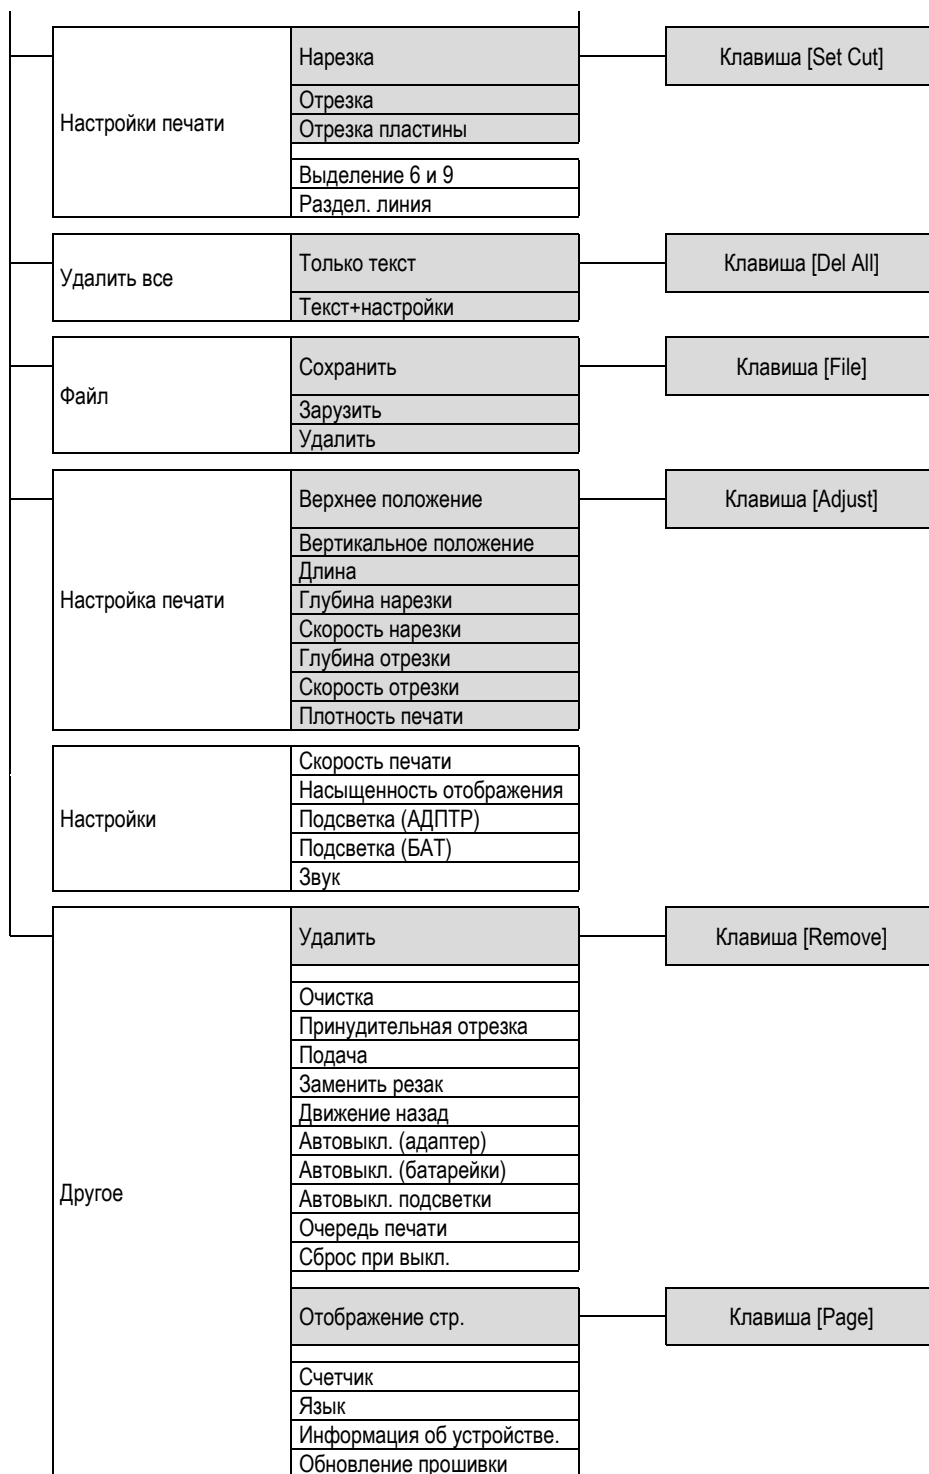 Нарезка
Клавиша [Set Cut]
Настройки печати
Отрезка
Отрезка пластины
Выделение 6 и 9
Раздел. линия
Удалить все
Только текст
Клавиша [Del All]
Текст+настройки
Файл
Сохранить
Клавиша [File]
Зарузить
Удалить
Верхнее положение
Клавиша [Adjust]
Вертикальное положение
Длина
Настройка печати
Глубина нарезки
Скорость нарезки
Глубина отрезки
Скорость отрезки
Плотность печати
Скорость печати
Насыщенность отображения
Настройки
Подсветка (АДПТР)
Подсветка (БАТ)
Звук
Удалить
Клавиша [Remove]
Очистка
Принудительная отрезка
Подача
Заменить резак
Движение назад
Автовыкл. (адаптер)
Автовыкл. (батарейки)
Другое
Автовыкл. подсветки
Очередь печати
Сброс при выкл.
Отображение стр.
Клавиша [Page]
Счетчик
Язык
Информация об устройстве.
Обновление прошивки